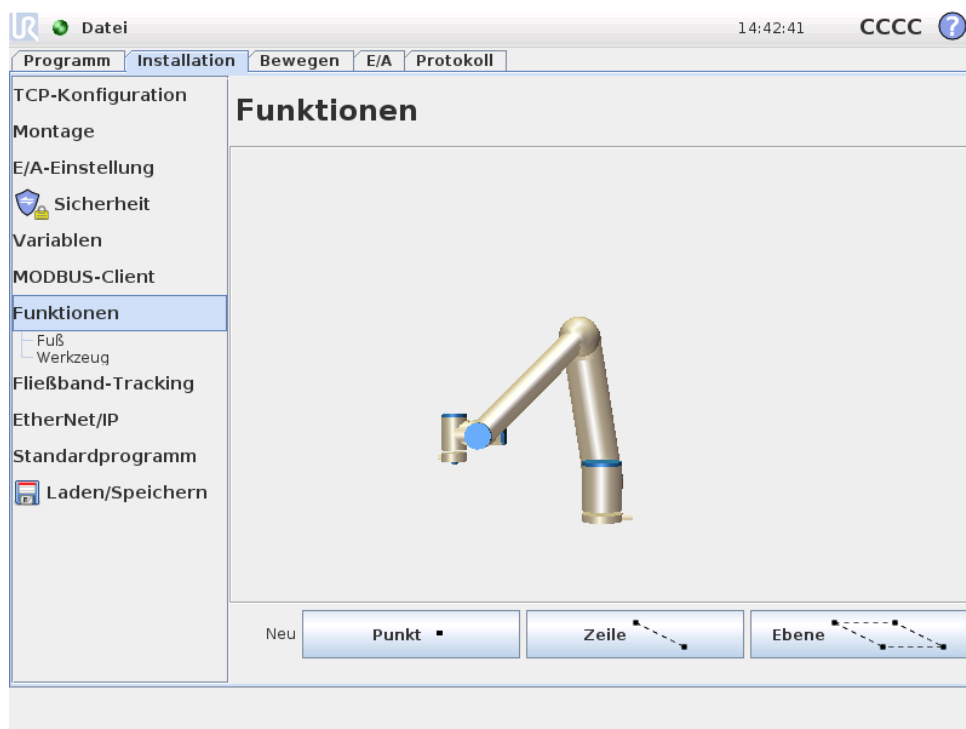 UR Datei 14:42:41 CCCC ?
Programm Installation Bewegen E/A Protokoll
TCP-Konfiguration
Montage
E/A-Einstellung
Sicherheit
Variablen
MODBUS-Client
Funktionen
Fuß
Werkzeug
Fließband-Tracking
EtherNet/IP
Standardprogramm
Laden/Speichern
Funktionen
Neu Punkt Zeile Ebene